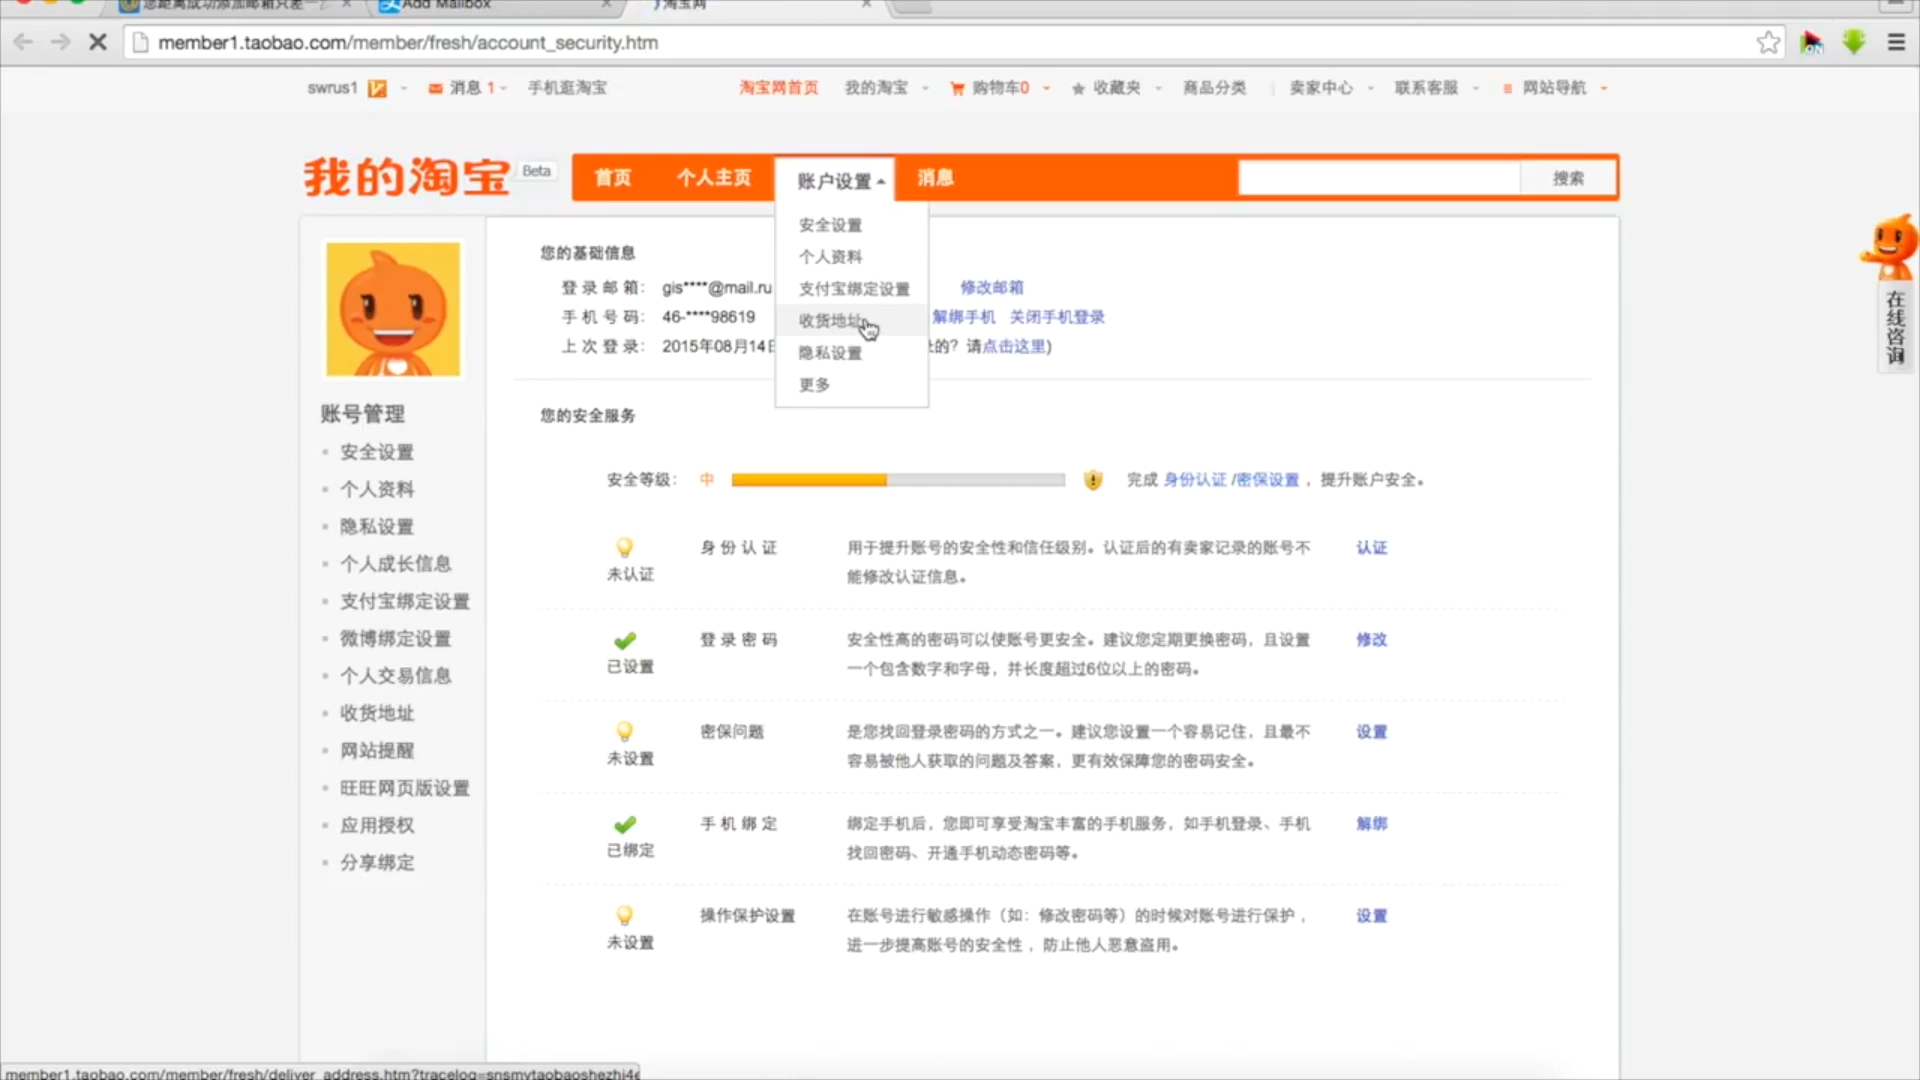 Add Mailbox
淘宝网
member1.taobao.com/member/fresh/account_security.htm
swrus1 消息 1 手机逛淘宝 淘宝网首页 我的淘宝 购物车0 收藏夹 商品分类 卖家中心 联系客服 网站导航
我的淘宝 Beta 首页 个人主页 账户设置 消息 搜索
安全设置
个人资料
支付宝绑定设置
收货地址
隐私设置
更多
您的基础信息
登录邮箱： gis****@mail.ru 修改邮箱
手机号码： 46-****98619 解绑手机 关闭手机登录
上次登录： 2015年08月14日 的？请点击这里)
在线咨询
账号管理
安全设置
个人资料
隐私设置
个人成长信息
支付宝绑定设置
微博绑定设置
个人交易信息
收货地址
网站提醒
旺旺网页版设置
应用授权
分享绑定
您的安全服务
安全等级： 中 完成 身份认证 /密保设置 ，提升账户安全。
未认证 身份认证 用于提升账号的安全性和信任级别。认证后的有卖家记录的账号不 认证
能修改认证信息。
已设置 登录密码 安全性高的密码可以使账号更安全。建议您定期更换密码，且设置 修改
一个包含数字和字母，并长度超过6位以上的密码。
未设置 密保问题 是您找回登录密码的方式之一。建议您设置一个容易记住，且最不 设置
容易被他人获取的问题及答案，更有效保障您的密码安全。
已绑定 手机绑定 绑定手机后，您即可享受淘宝丰富的手机服务，如手机登录、手机 解绑
找回密码、开通手机动态密码等。
未设置 操作保护设置 在账号进行敏感操作（如：修改密码等）的时候对账号进行保护， 设置
进一步提高账号的安全性，防止他人恶意盗用。
member1.taobao.com/member/fresh/deliver_address.htm?tracelog=snsmytaobaoshezhi4